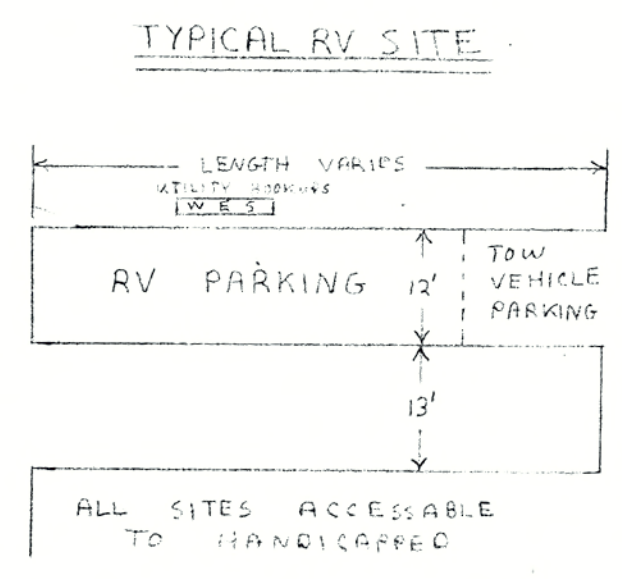 TYPICAL RV SITE
LENGTH VARIES
UTILITY HOOKUPS
W E S
RV PARKING
12'
TOW
VEHICLE
PARKING
13'
ALL SITES ACCESSABLE
TO HANDICAPPED